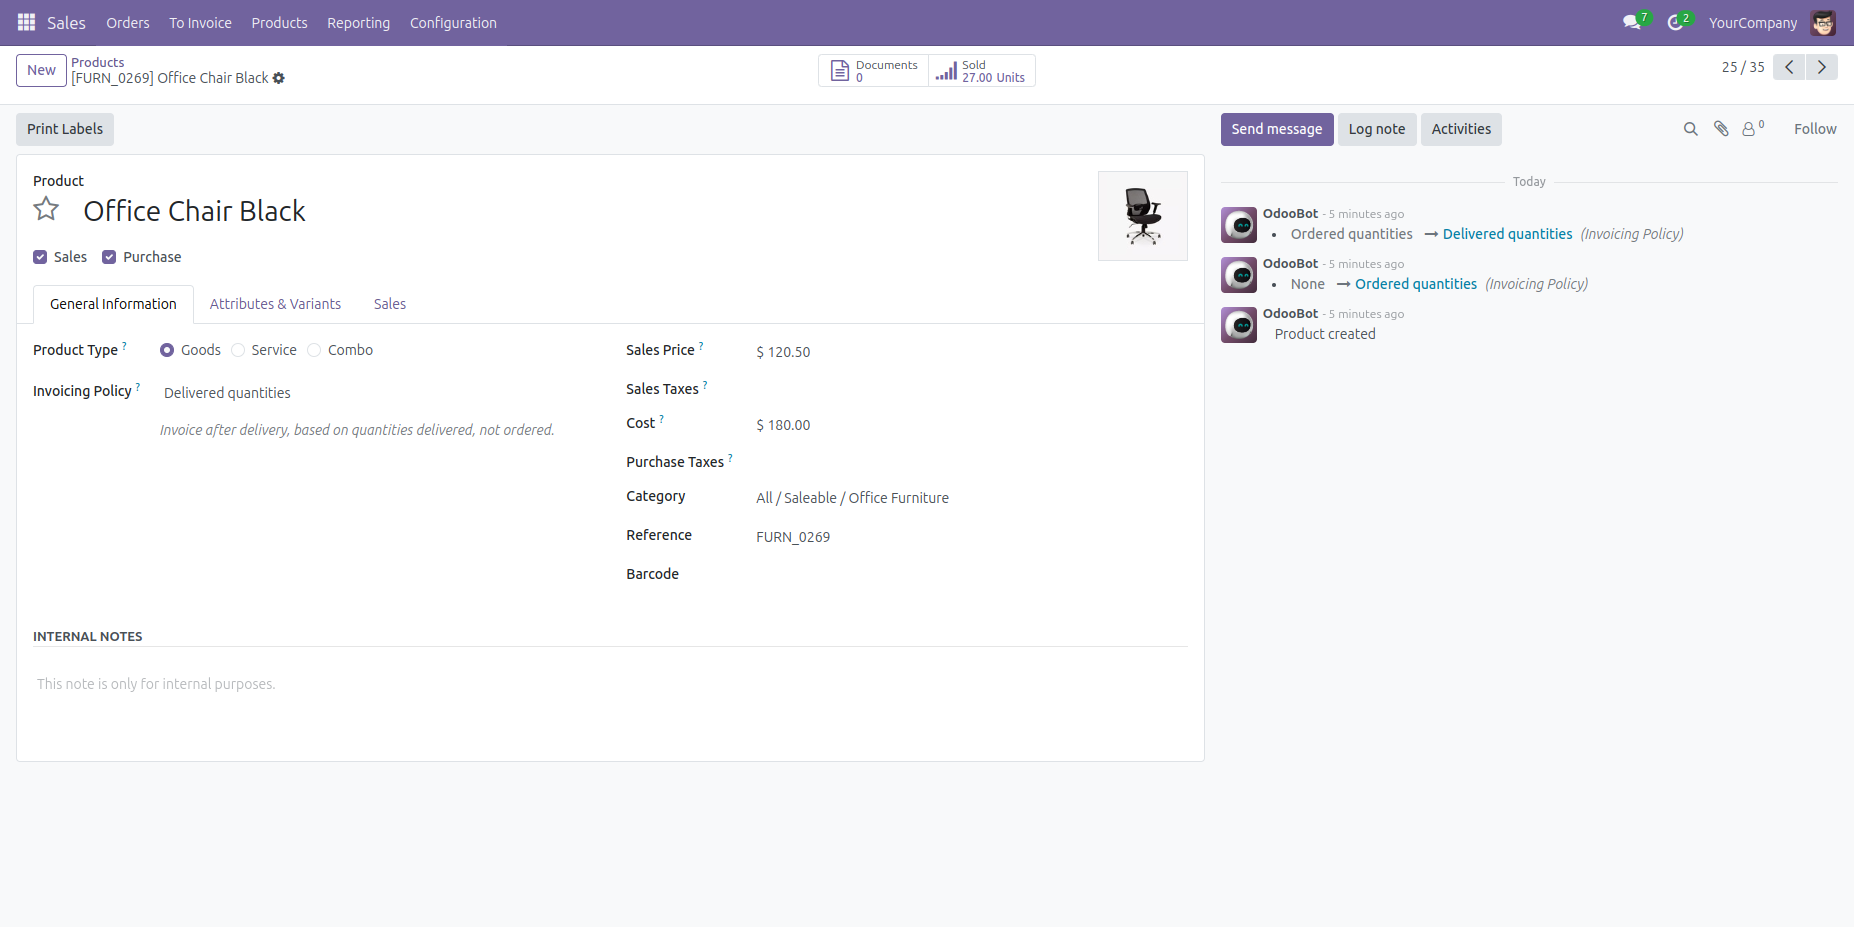 Sales Orders To Invoice Products Reporting Configuration 7 2 YourCompany
New Products
[FURN_0269] Office Chair Black
Documents
0
Sold
27.00 Units
25 / 35
Print Labels
Send message Log note Activities 0 Follow
Product
Office Chair Black
Sales Purchase
General Information Attributes & Variants Sales
Product Type ? Goods Service Combo
Invoicing Policy ? Delivered quantities
Invoice after delivery, based on quantities delivered, not ordered.
Sales Price ? $ 120.50
Sales Taxes ?
Cost ? $ 180.00
Purchase Taxes ?
Category All / Saleable / Office Furniture
Reference FURN_0269
Barcode
INTERNAL NOTES
This note is only for internal purposes.
Today
OdooBot - 5 minutes ago
• Ordered quantities → Delivered quantities (Invoicing Policy)
OdooBot - 5 minutes ago
• None → Ordered quantities (Invoicing Policy)
OdooBot - 5 minutes ago
Product created